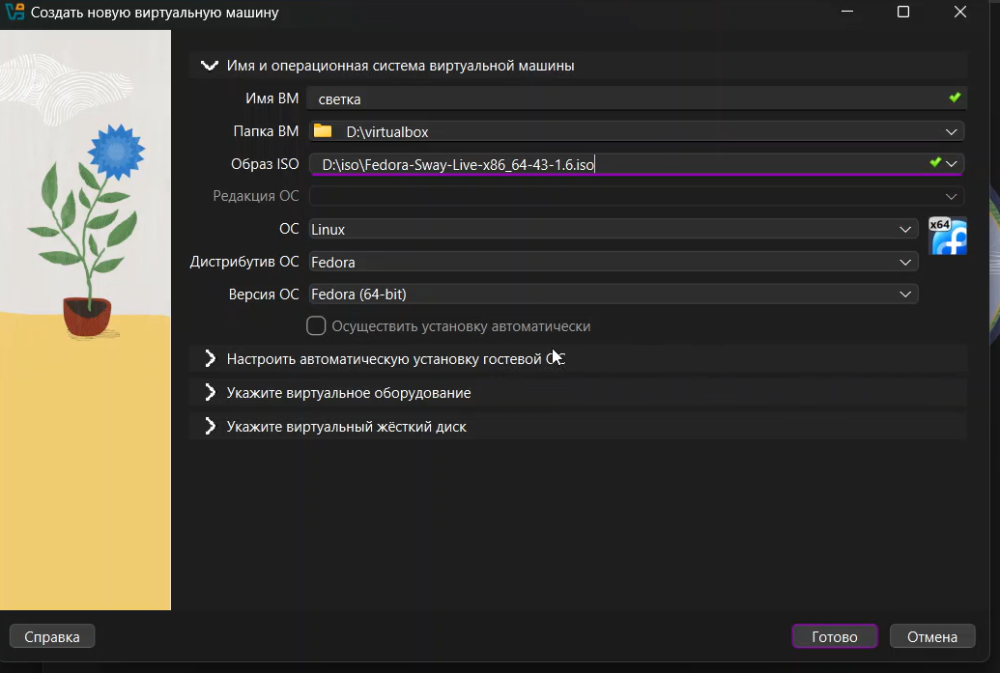 Создать новую виртуальную машину
Имя и операционная система виртуальной машины
Имя ВМ светка
Папка ВМ D:\virtualbox
Образ ISO D:\iso\Fedora-Sway-Live-x86_64-43-1.6.iso
Редакция ОС
ОС Linux x64
Дистрибутив ОС Fedora
Версия ОС Fedora (64-bit)
Осуществить установку автоматически
Настроить автоматическую установку гостевой ОС
Укажите виртуальное оборудование
Укажите виртуальный жёсткий диск
Справка Готово Отмена